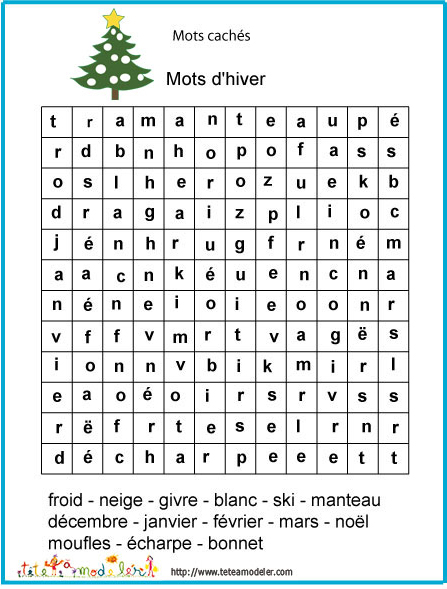 Mots cachés
Mots d'hiver
t r a m a n t e a u p é
r d b n h o p o f a s s
o s l h e r o z u e k b
d r a g a i z p l i o c
j é n h r u g f r n é m
a a c n k é u e n c n a
n é n e i o i e o o n r
v f f v m r t v a g ë s
i o n n v b i k m i r l
e a o é o i r s r v s s
r ë f r t e s e l r n r
d é c h a r p e e e t t
froid - neige - givre - blanc - ski - manteau
décembre - janvier - février - mars - noël
moufles - écharpe - bonnet
tête à modeler http://www.teteamodeler.com